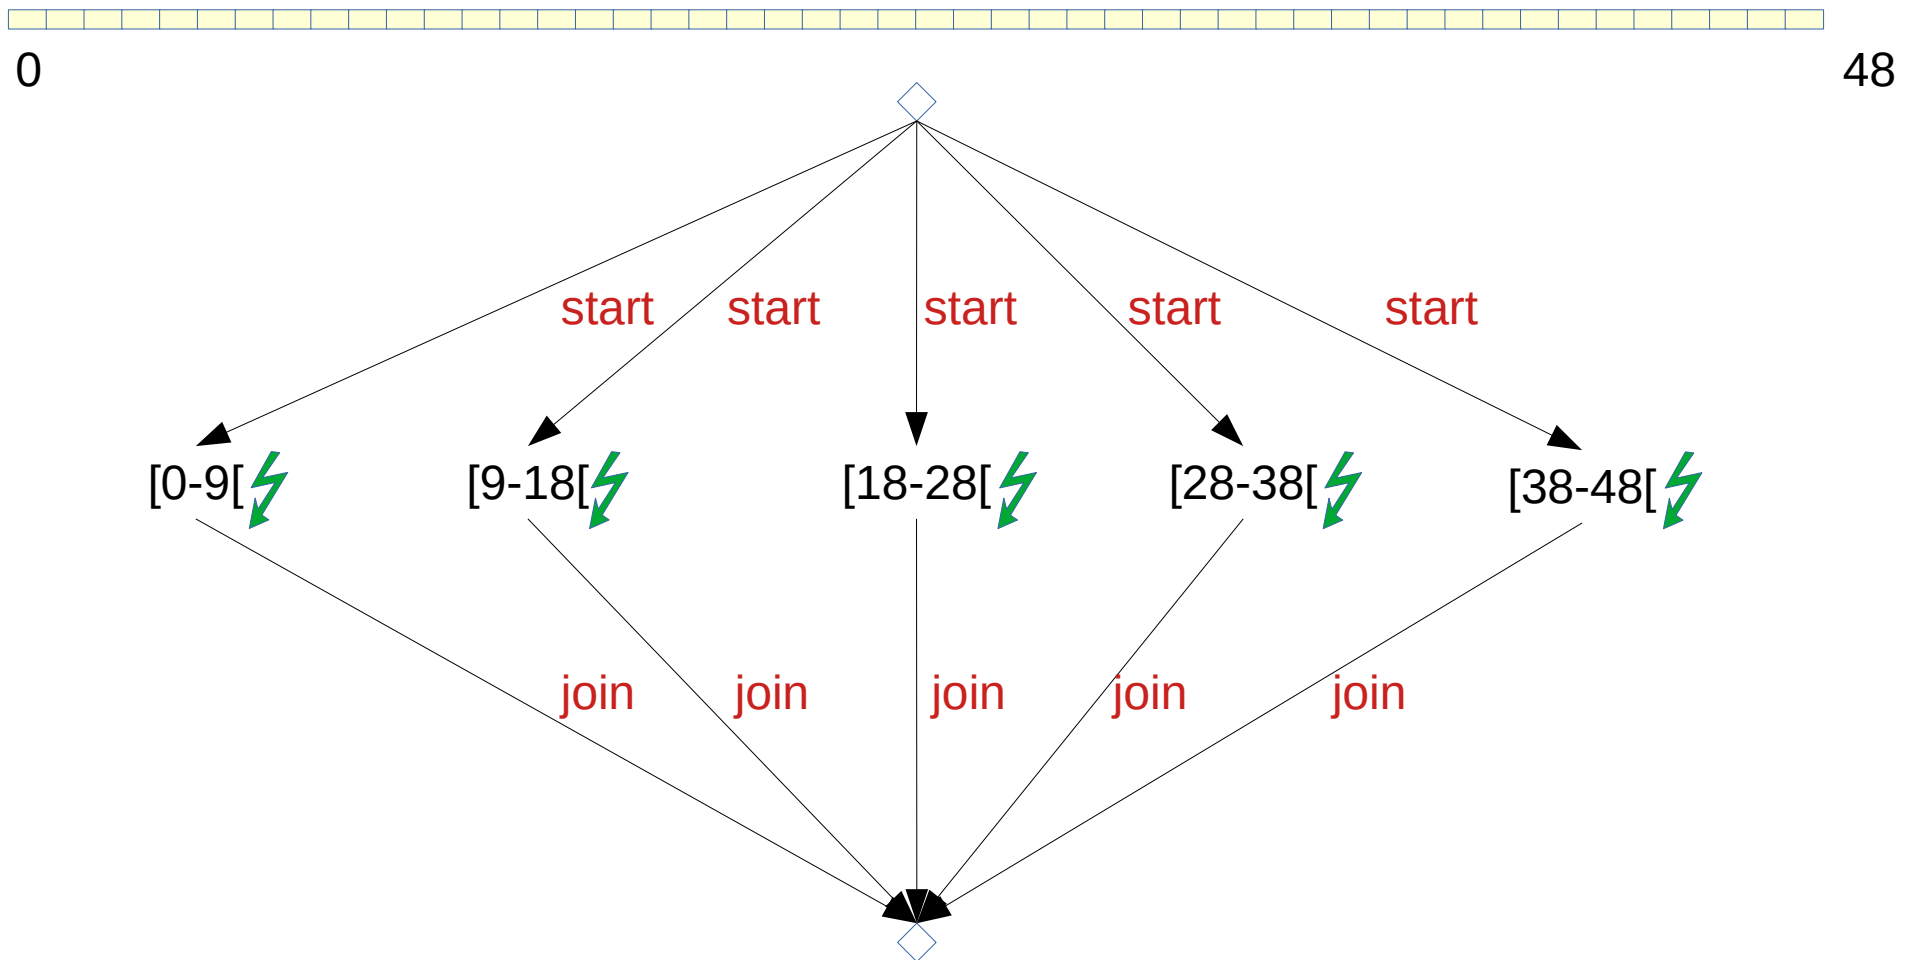 0 48
start start start start start
[0-9[ [9-18[ [18-28[ [28-38[ [38-48[
join join join join join